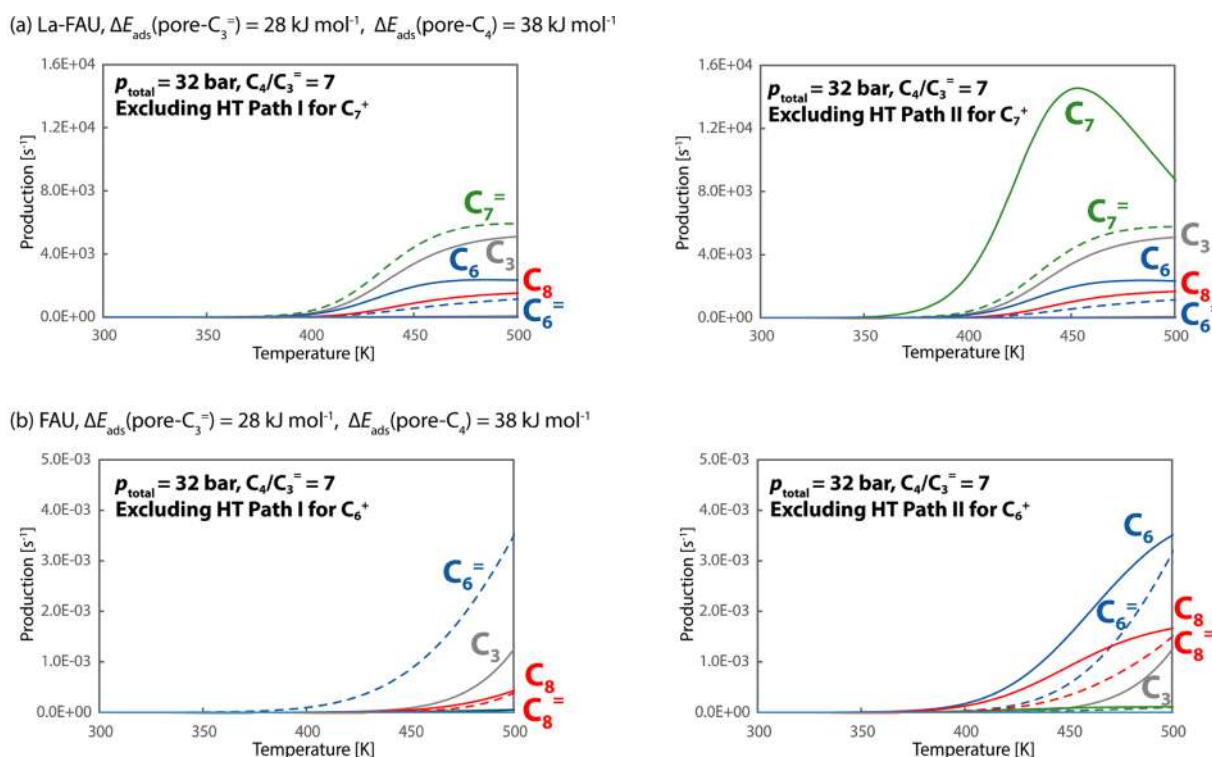 (a) La-FAU, ΔE_ads(pore-C₃⁼) = 28 kJ mol⁻¹, ΔE_ads(pore-C₄) = 38 kJ mol⁻¹
1.6E+04
1.2E+04
8.0E+03
4.0E+03
0.0E+00
Production [s⁻¹]
p_total = 32 bar, C₄/C₃⁼ = 7
Excluding HT Path I for C₇⁺
C₇⁼
C₆
C₃
C₈
C₆⁼
300
350
400
450
500
Temperature [K]
1.6E+04
1.2E+04
8.0E+03
4.0E+03
0.0E+00
Production [s⁻¹]
p_total = 32 bar, C₄/C₃⁼ = 7
Excluding HT Path II for C₇⁺
C₇
C₇⁼
C₃
C₆
C₈
C₆⁼
300
350
400
450
500
Temperature [K]
(b) FAU, ΔE_ads(pore-C₃⁼) = 28 kJ mol⁻¹, ΔE_ads(pore-C₄) = 38 kJ mol⁻¹
5.0E-03
4.0E-03
3.0E-03
2.0E-03
1.0E-03
0.0E+00
Production [s⁻¹]
p_total = 32 bar, C₄/C₃⁼ = 7
Excluding HT Path I for C₆⁺
C₆⁼
C₃
C₈
C₈⁼
300
350
400
450
500
Temperature [K]
5.0E-03
4.0E-03
3.0E-03
2.0E-03
1.0E-03
0.0E+00
Production [s⁻¹]
p_total = 32 bar, C₄/C₃⁼ = 7
Excluding HT Path II for C₆⁺
C₆
C₆⁼
C₈
C₈⁼
C₃
300
350
400
450
500
Temperature [K]